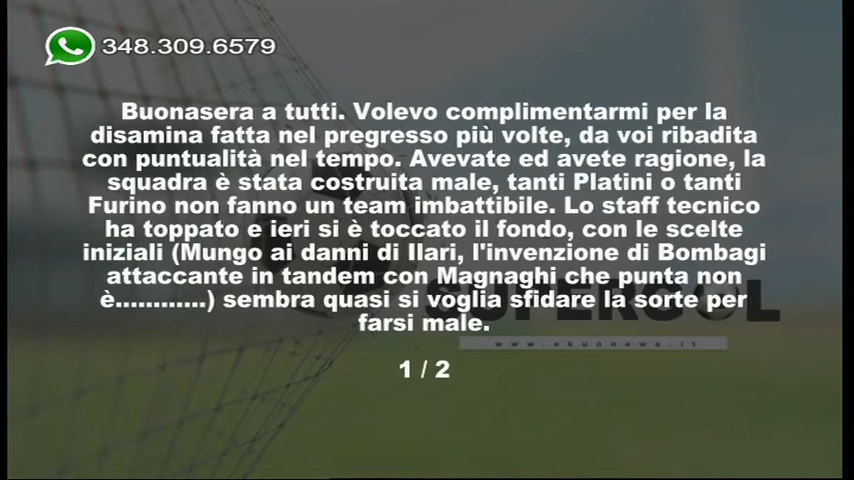 348.309.6579
Buonasera a tutti. Volevo complimentarmi per la
disamina fatta nel pregresso più volte, da voi ribadita
con puntualità nel tempo. Avevate ed avete ragione, la
squadra è stata costruita male, tanti Platini o tanti
Furino non fanno un team imbattibile. Lo staff tecnico
ha toppato e ieri si è toccato il fondo, con le scelte
iniziali (Mungo ai danni di Ilari, l'invenzione di Bombagi
attaccante in tandem con Magnaghi che punta non
è............) sembra quasi si voglia sfidare la sorte per
farsi male.
SUPERGOL
www.ekuonews.it
1 / 2